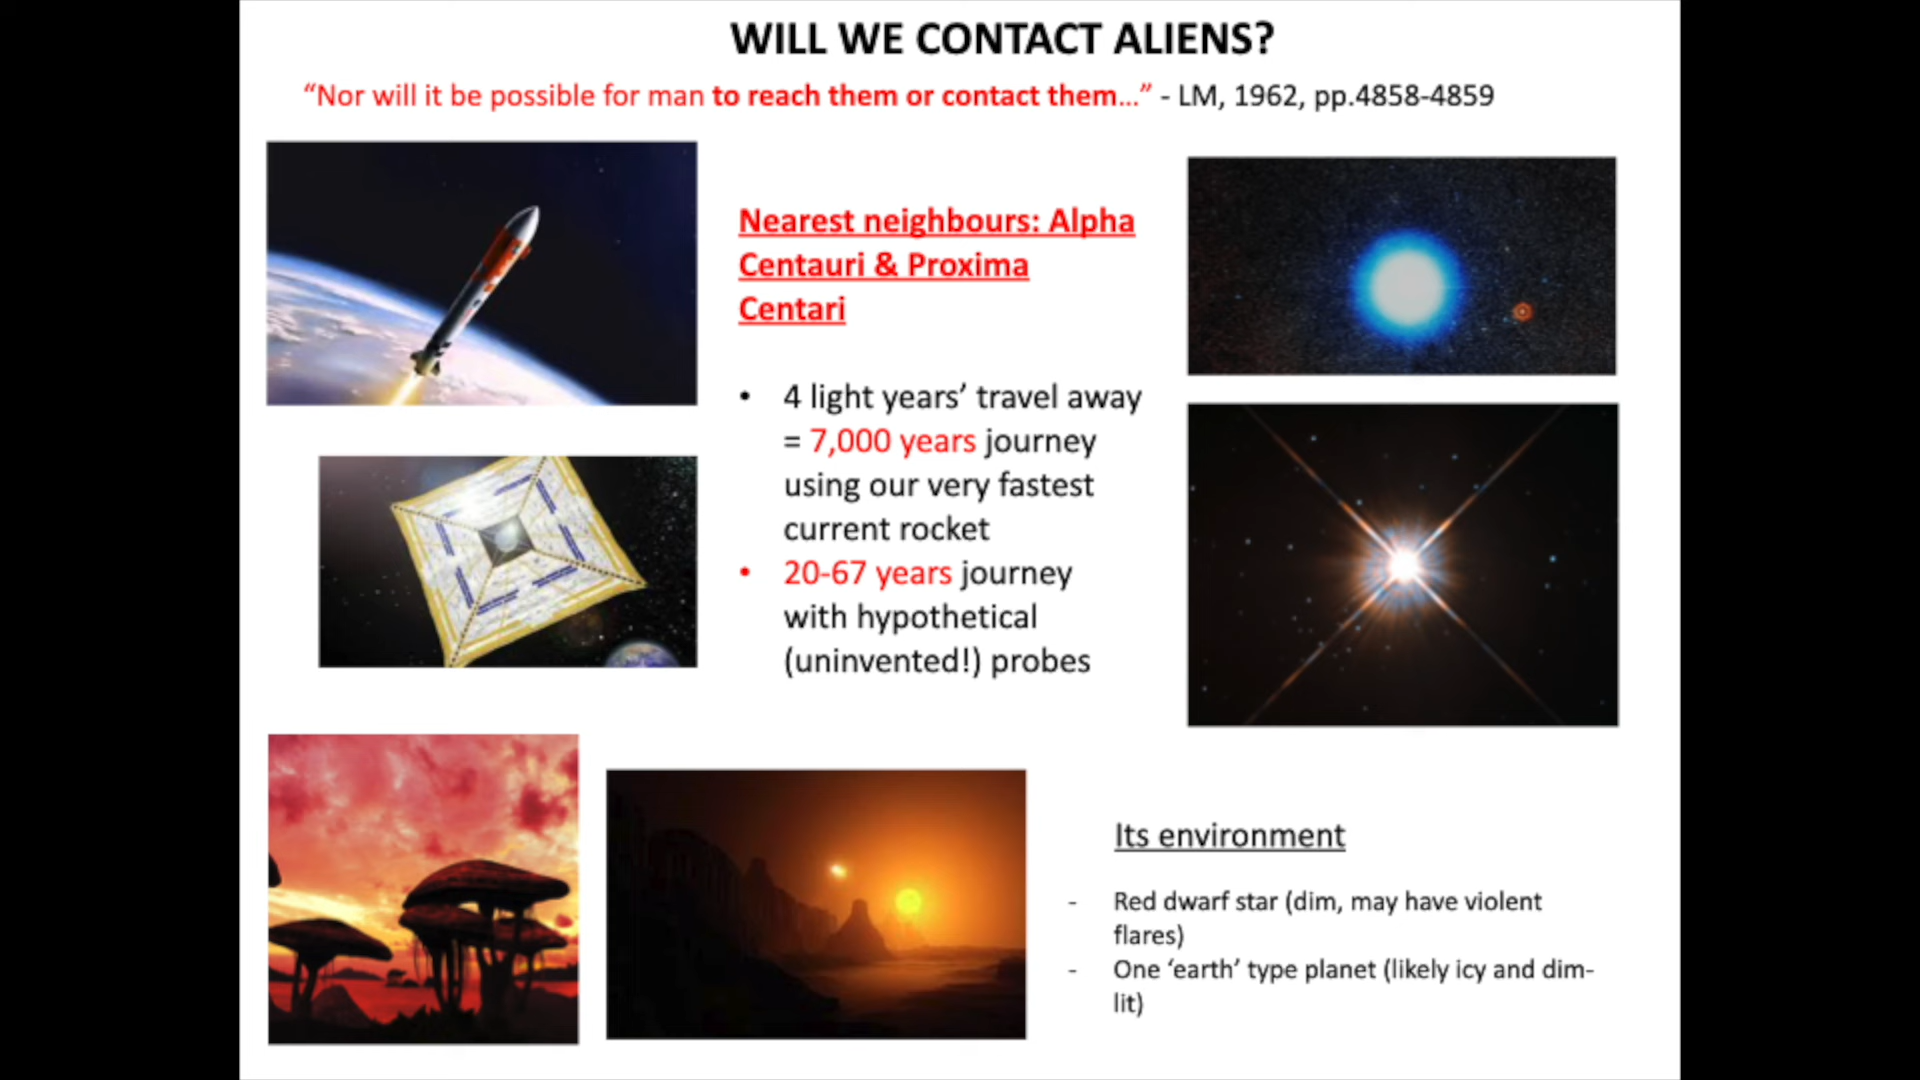 WILL WE CONTACT ALIENS?
“Nor will it be possible for man to reach them or contact them…” - LM, 1962, pp.4858-4859
Nearest neighbours: Alpha
Centauri & Proxima
Centari
• 4 light years’ travel away
= 7,000 years journey
using our very fastest
current rocket
• 20-67 years journey
with hypothetical
(uninvented!) probes
Its environment
- Red dwarf star (dim, may have violent
flares)
- One ‘earth’ type planet (likely icy and dim-
lit)